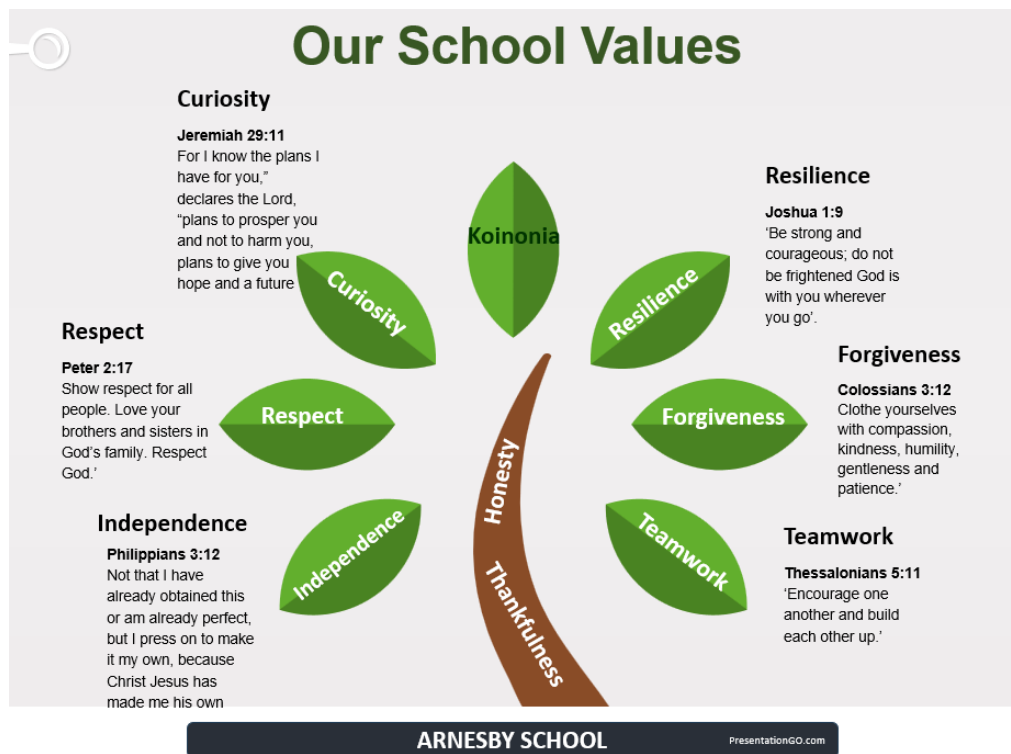 Our School Values
Curiosity
Jeremiah 29:11
For I know the plans I
have for you,”
declares the Lord,
“plans to prosper you
and not to harm you,
plans to give you
hope and a future
Respect
Peter 2:17
Show respect for all
people. Love your
brothers and sisters in
God’s family. Respect
God.’
Independence
Philippians 3:12
Not that I have
already obtained this
or am already perfect,
but I press on to make
it my own, because
Christ Jesus has
made me his own
Koinonia
Curiosity
Resilience
Respect
Forgiveness
Independence
Teamwork
Honesty
Thankfulness
Resilience
Joshua 1:9
‘Be strong and
courageous; do not
be frightened God is
with you wherever
you go’.
Forgiveness
Colossians 3:12
Clothe yourselves
with compassion,
kindness, humility,
gentleness and
patience.’
Teamwork
Thessalonians 5:11
‘Encourage one
another and build
each other up.’
ARNESBY SCHOOL
PresentationGO.com